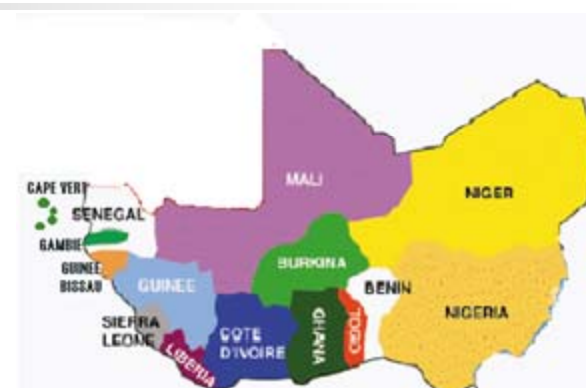 MALI
NIGER
CAPE VERT
SENEGAL
GAMBIE
GUINEE
BISSAU
GUINEE
BURKINA
BENIN
NIGERIA
SIERRA
LEONE
LIBERIA
COTE
D'IVOIRE
GHANA
TOGO